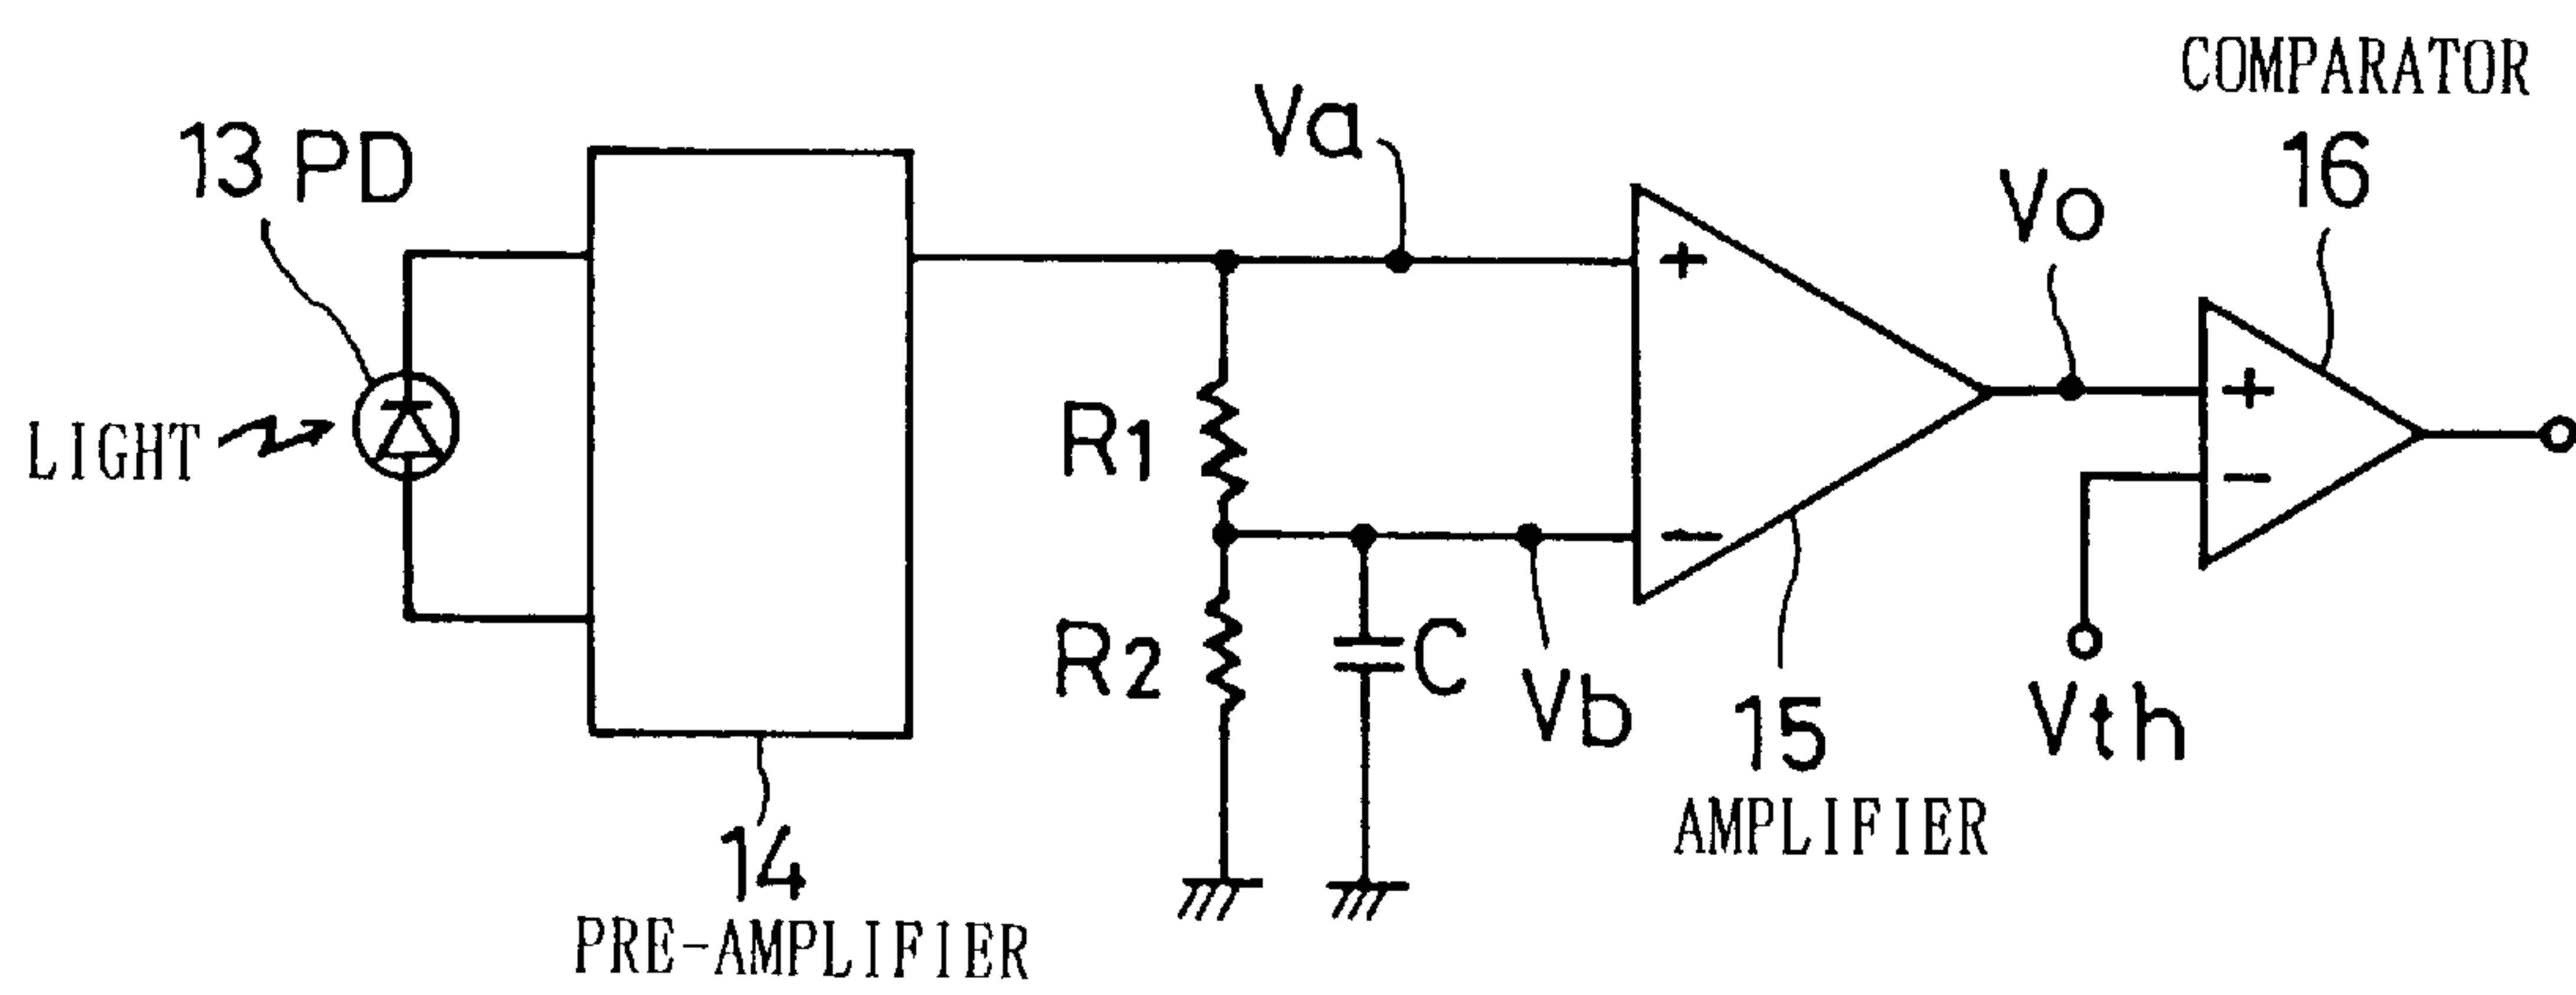 COMPARATOR
16
13 PD
Va
Vo
+
+
LIGHT
R1
−
−
R2
C
Vb
15
AMPLIFIER
Vth
14
PRE-AMPLIFIER